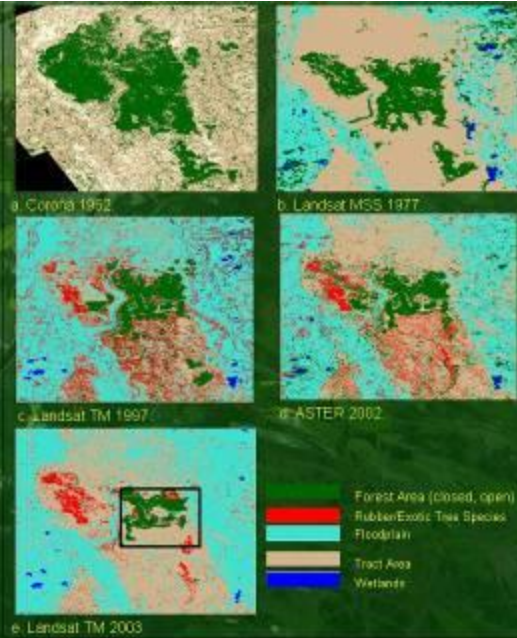 a. Corona 1962
b. Landsat MSS 1977
c. Landsat TM 1997
d. ASTER 2002
e. Landsat TM 2003
Forest Area (closed, open)
Rubber/Exotic Tree Species
Floodplain
Tract Area
Wetlands